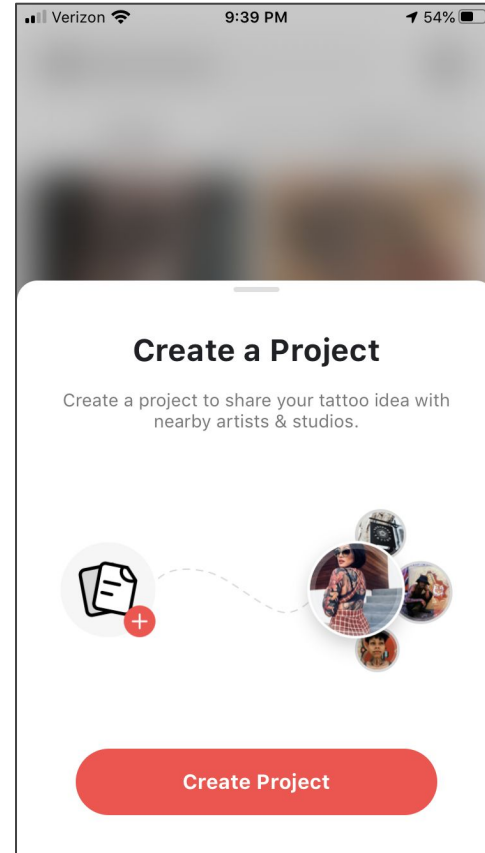 Verizon 9:39 PM 54%
Create a Project
Create a project to share your tattoo idea with
nearby artists & studios.
Create Project